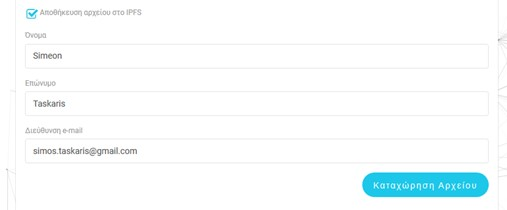 Αποθήκευση αρχείου στο IPFS
Όνομα
Simeon
Επώνυμο
Taskaris
Διεύθυνση e-mail
simos.taskaris@gmail.com
Καταχώρηση Αρχείου